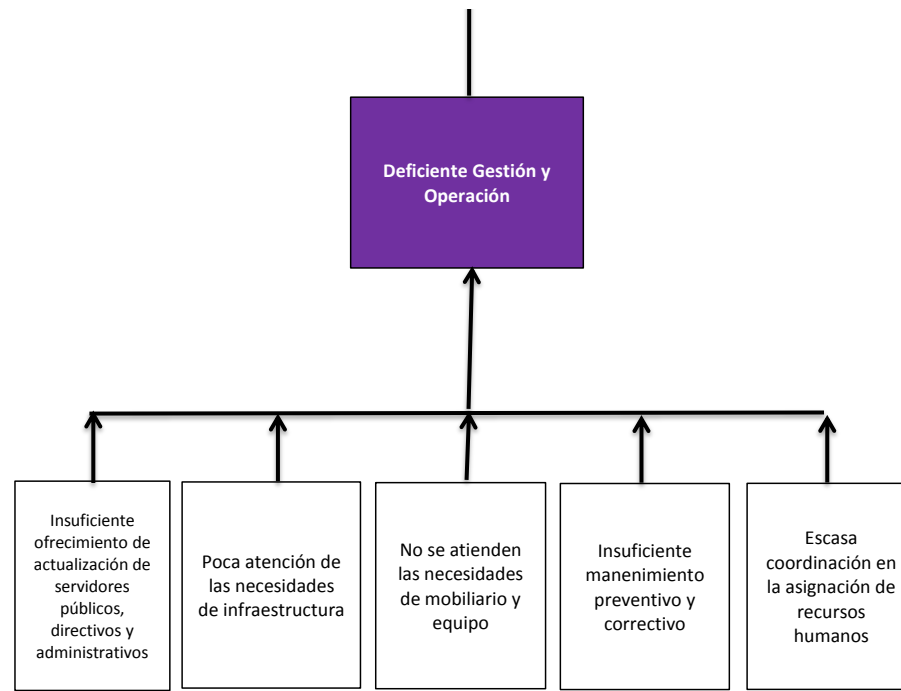 Deficiente Gestión y
Operación
Insuficiente
ofrecimiento de
actualización de
servidores
públicos,
directivos y
administrativos
Poca atención de
las necesidades
de infraestructura
No se atienden
las necesidades
de mobiliario y
equipo
Insuficiente
manenimiento
preventivo y
correctivo
Escasa
coordinación en
la asignación de
recursos
humanos